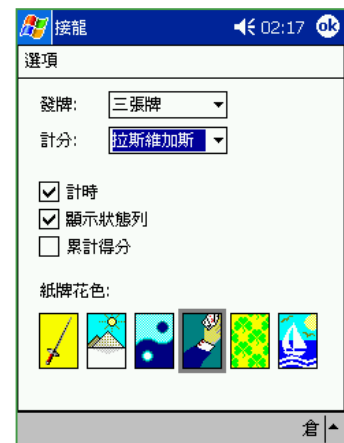 接龍 02:17 ok
選項
發牌: 三張牌
計分: 拉斯維加斯
計時
顯示狀態列
累計得分
紙牌花色:
倉